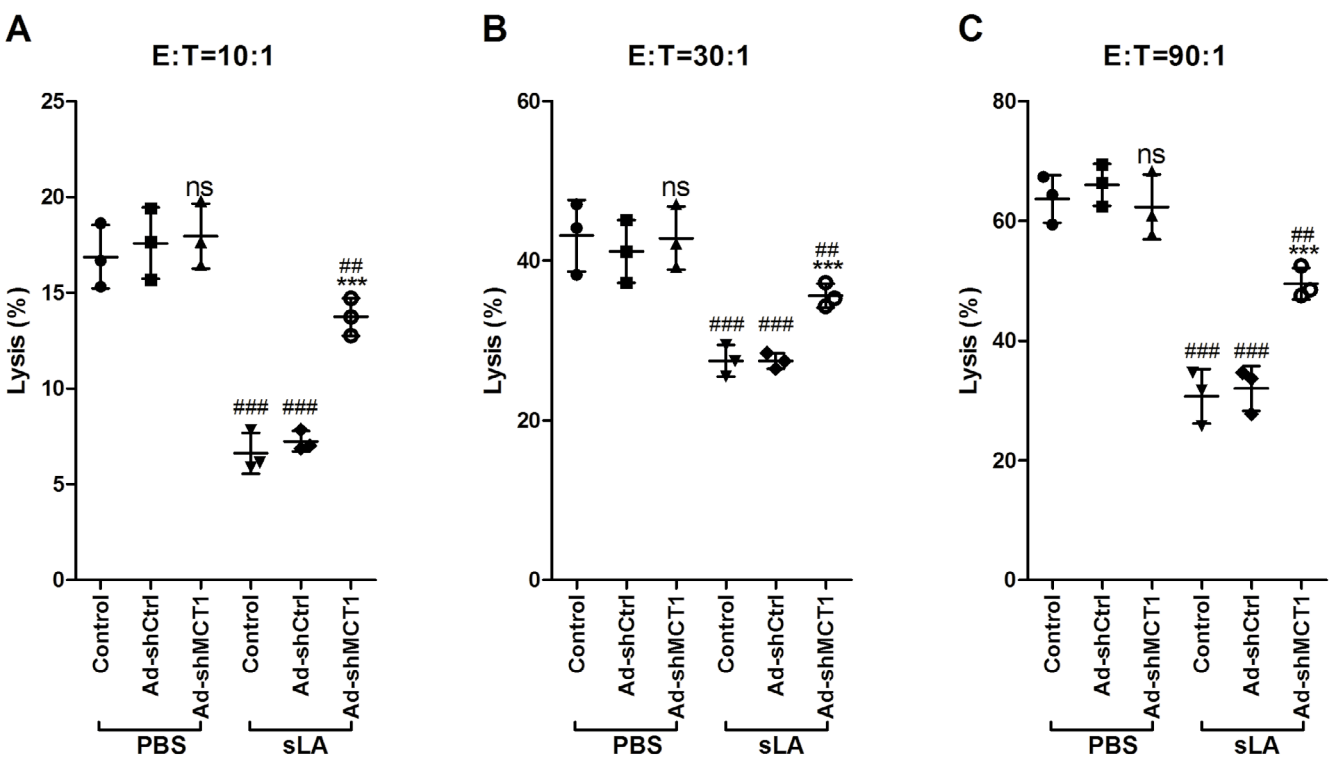 A
E:T=10:1
Lysis (%)
25
20
15
10
5
0
ns
###
###
##
***
Control
Ad-shCtrl
Ad-shMCT1
Control
Ad-shCtrl
Ad-shMCT1
PBS
sLA
B
E:T=30:1
Lysis (%)
60
40
20
0
ns
###
###
##
***
Control
Ad-shCtrl
Ad-shMCT1
Control
Ad-shCtrl
Ad-shMCT1
PBS
sLA
C
E:T=90:1
Lysis (%)
80
60
40
20
0
ns
###
###
##
***
Control
Ad-shCtrl
Ad-shMCT1
Control
Ad-shCtrl
Ad-shMCT1
PBS
sLA